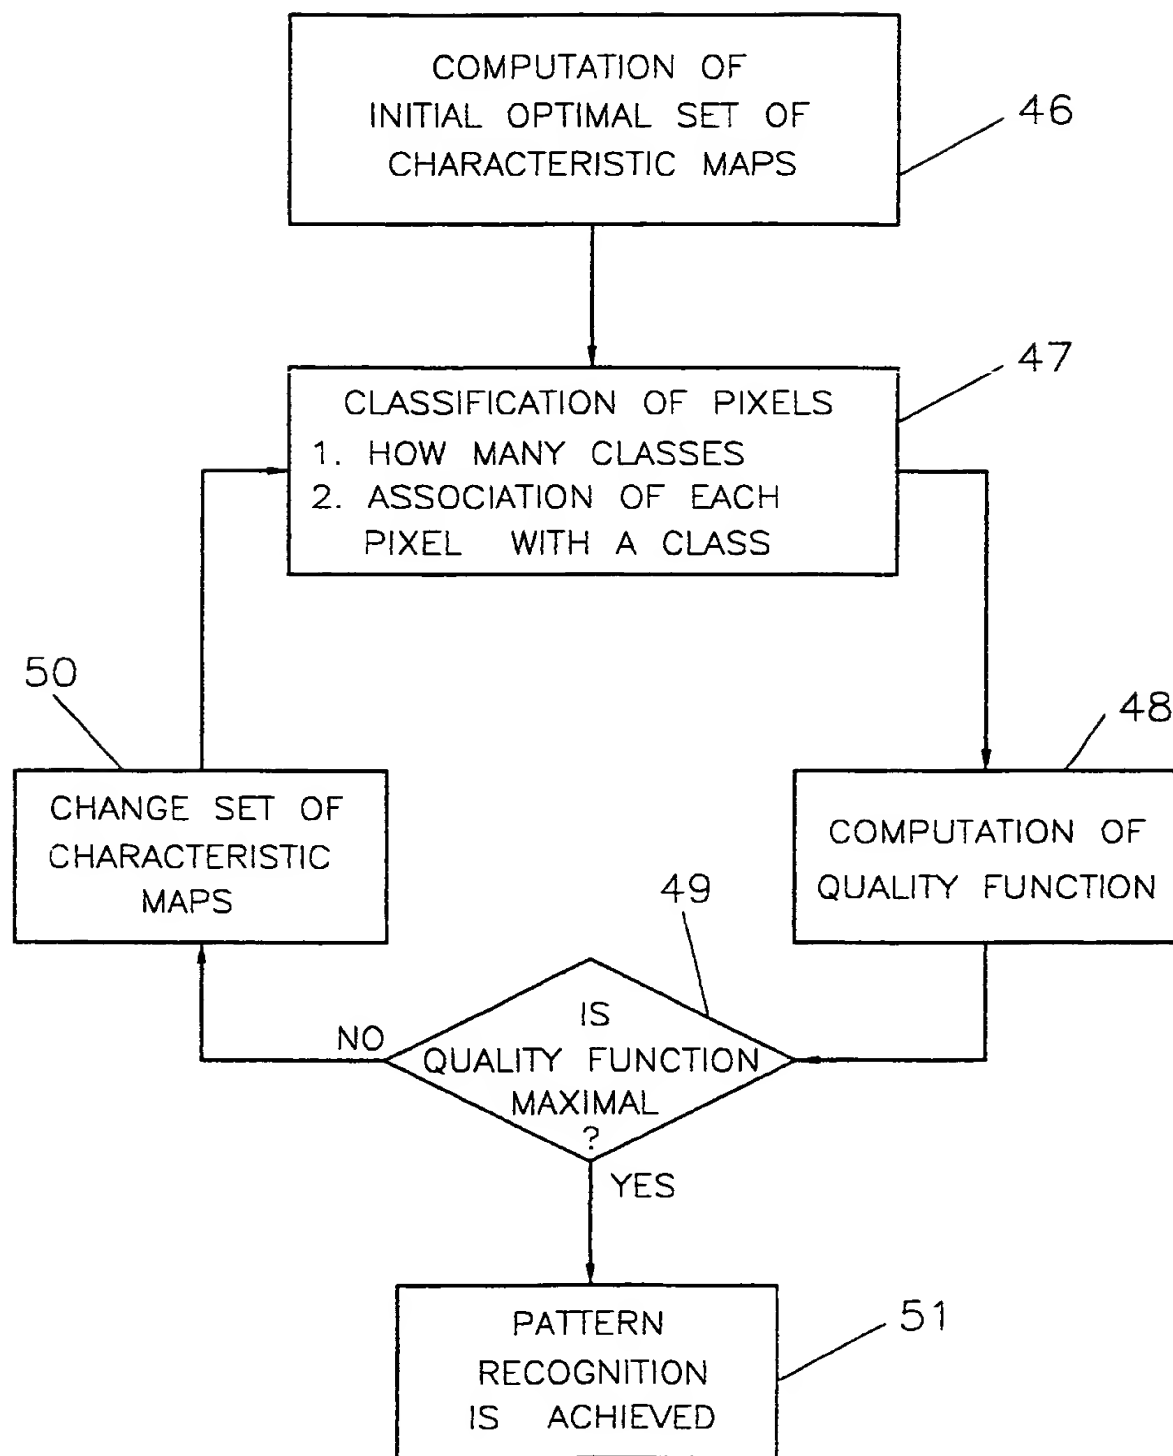 COMPUTATION OF
INITIAL OPTIMAL SET OF
CHARACTERISTIC MAPS
46
CLASSIFICATION OF PIXELS
1. HOW MANY CLASSES
2. ASSOCIATION OF EACH
PIXEL WITH A CLASS
47
50
CHANGE SET OF
CHARACTERISTIC
MAPS
48
COMPUTATION OF
QUALITY FUNCTION
49
IS
QUALITY FUNCTION
MAXIMAL
?
NO
YES
PATTERN
RECOGNITION
IS ACHIEVED
51